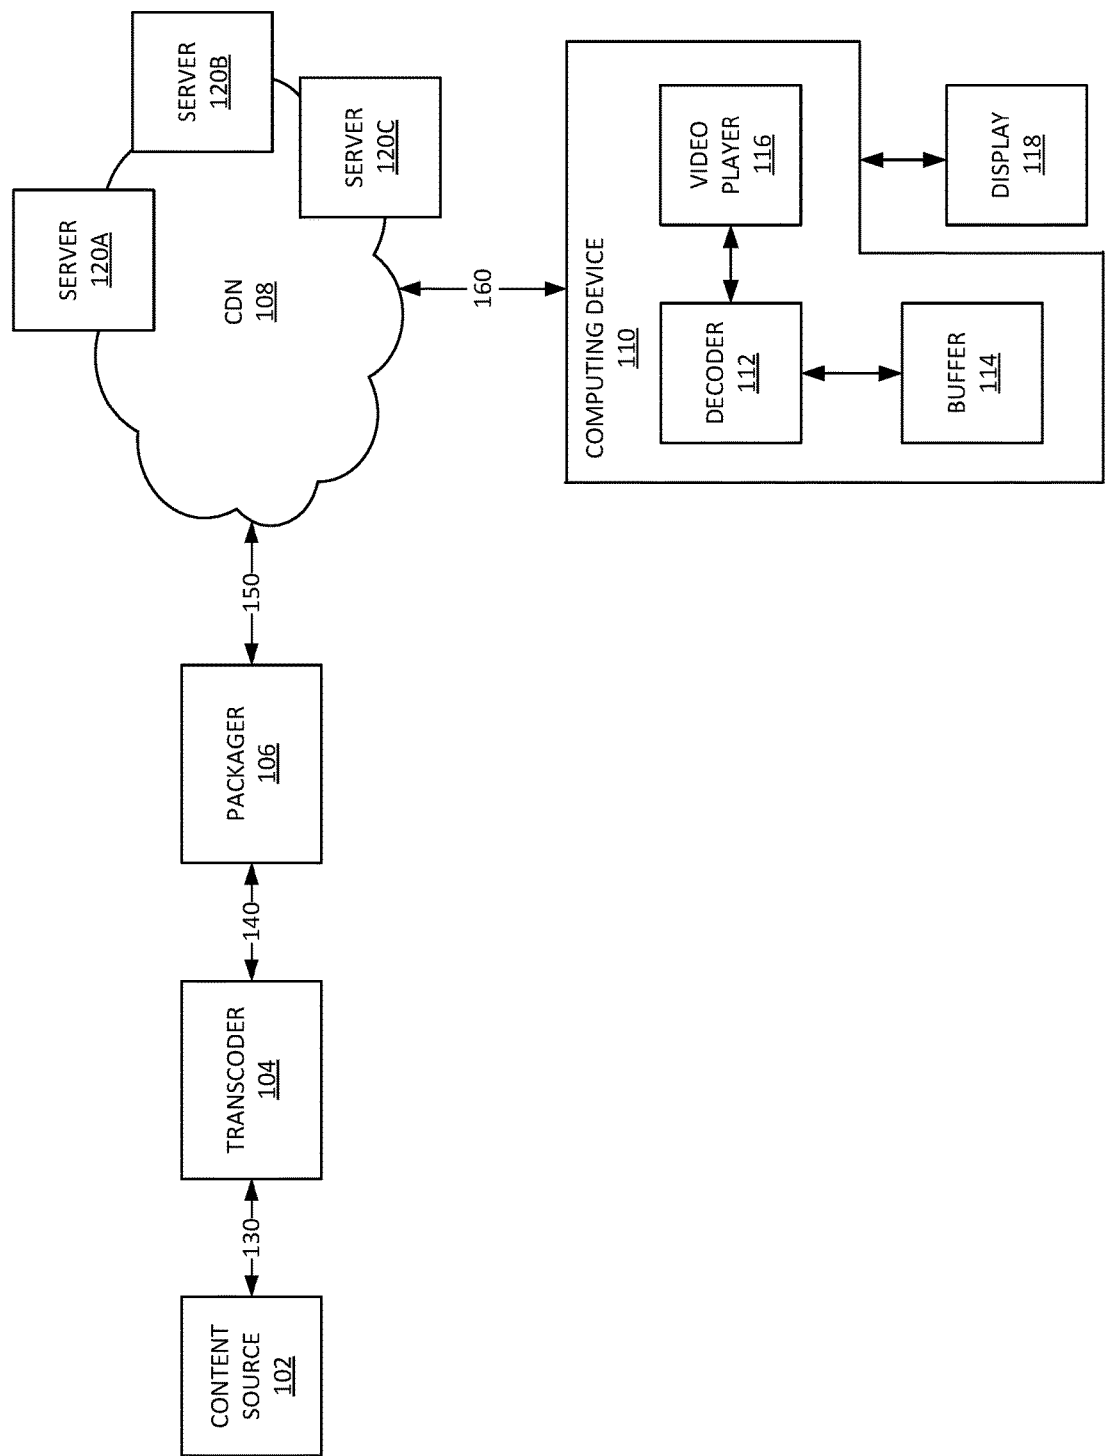 CONTENT
SOURCE
102
130
TRANSCODER
104
140
PACKAGER
106
150
CDN
108
SERVER
120A
SERVER
120B
SERVER
120C
160
COMPUTING DEVICE
110
DECODER
112
VIDEO
PLAYER
116
BUFFER
114
DISPLAY
118